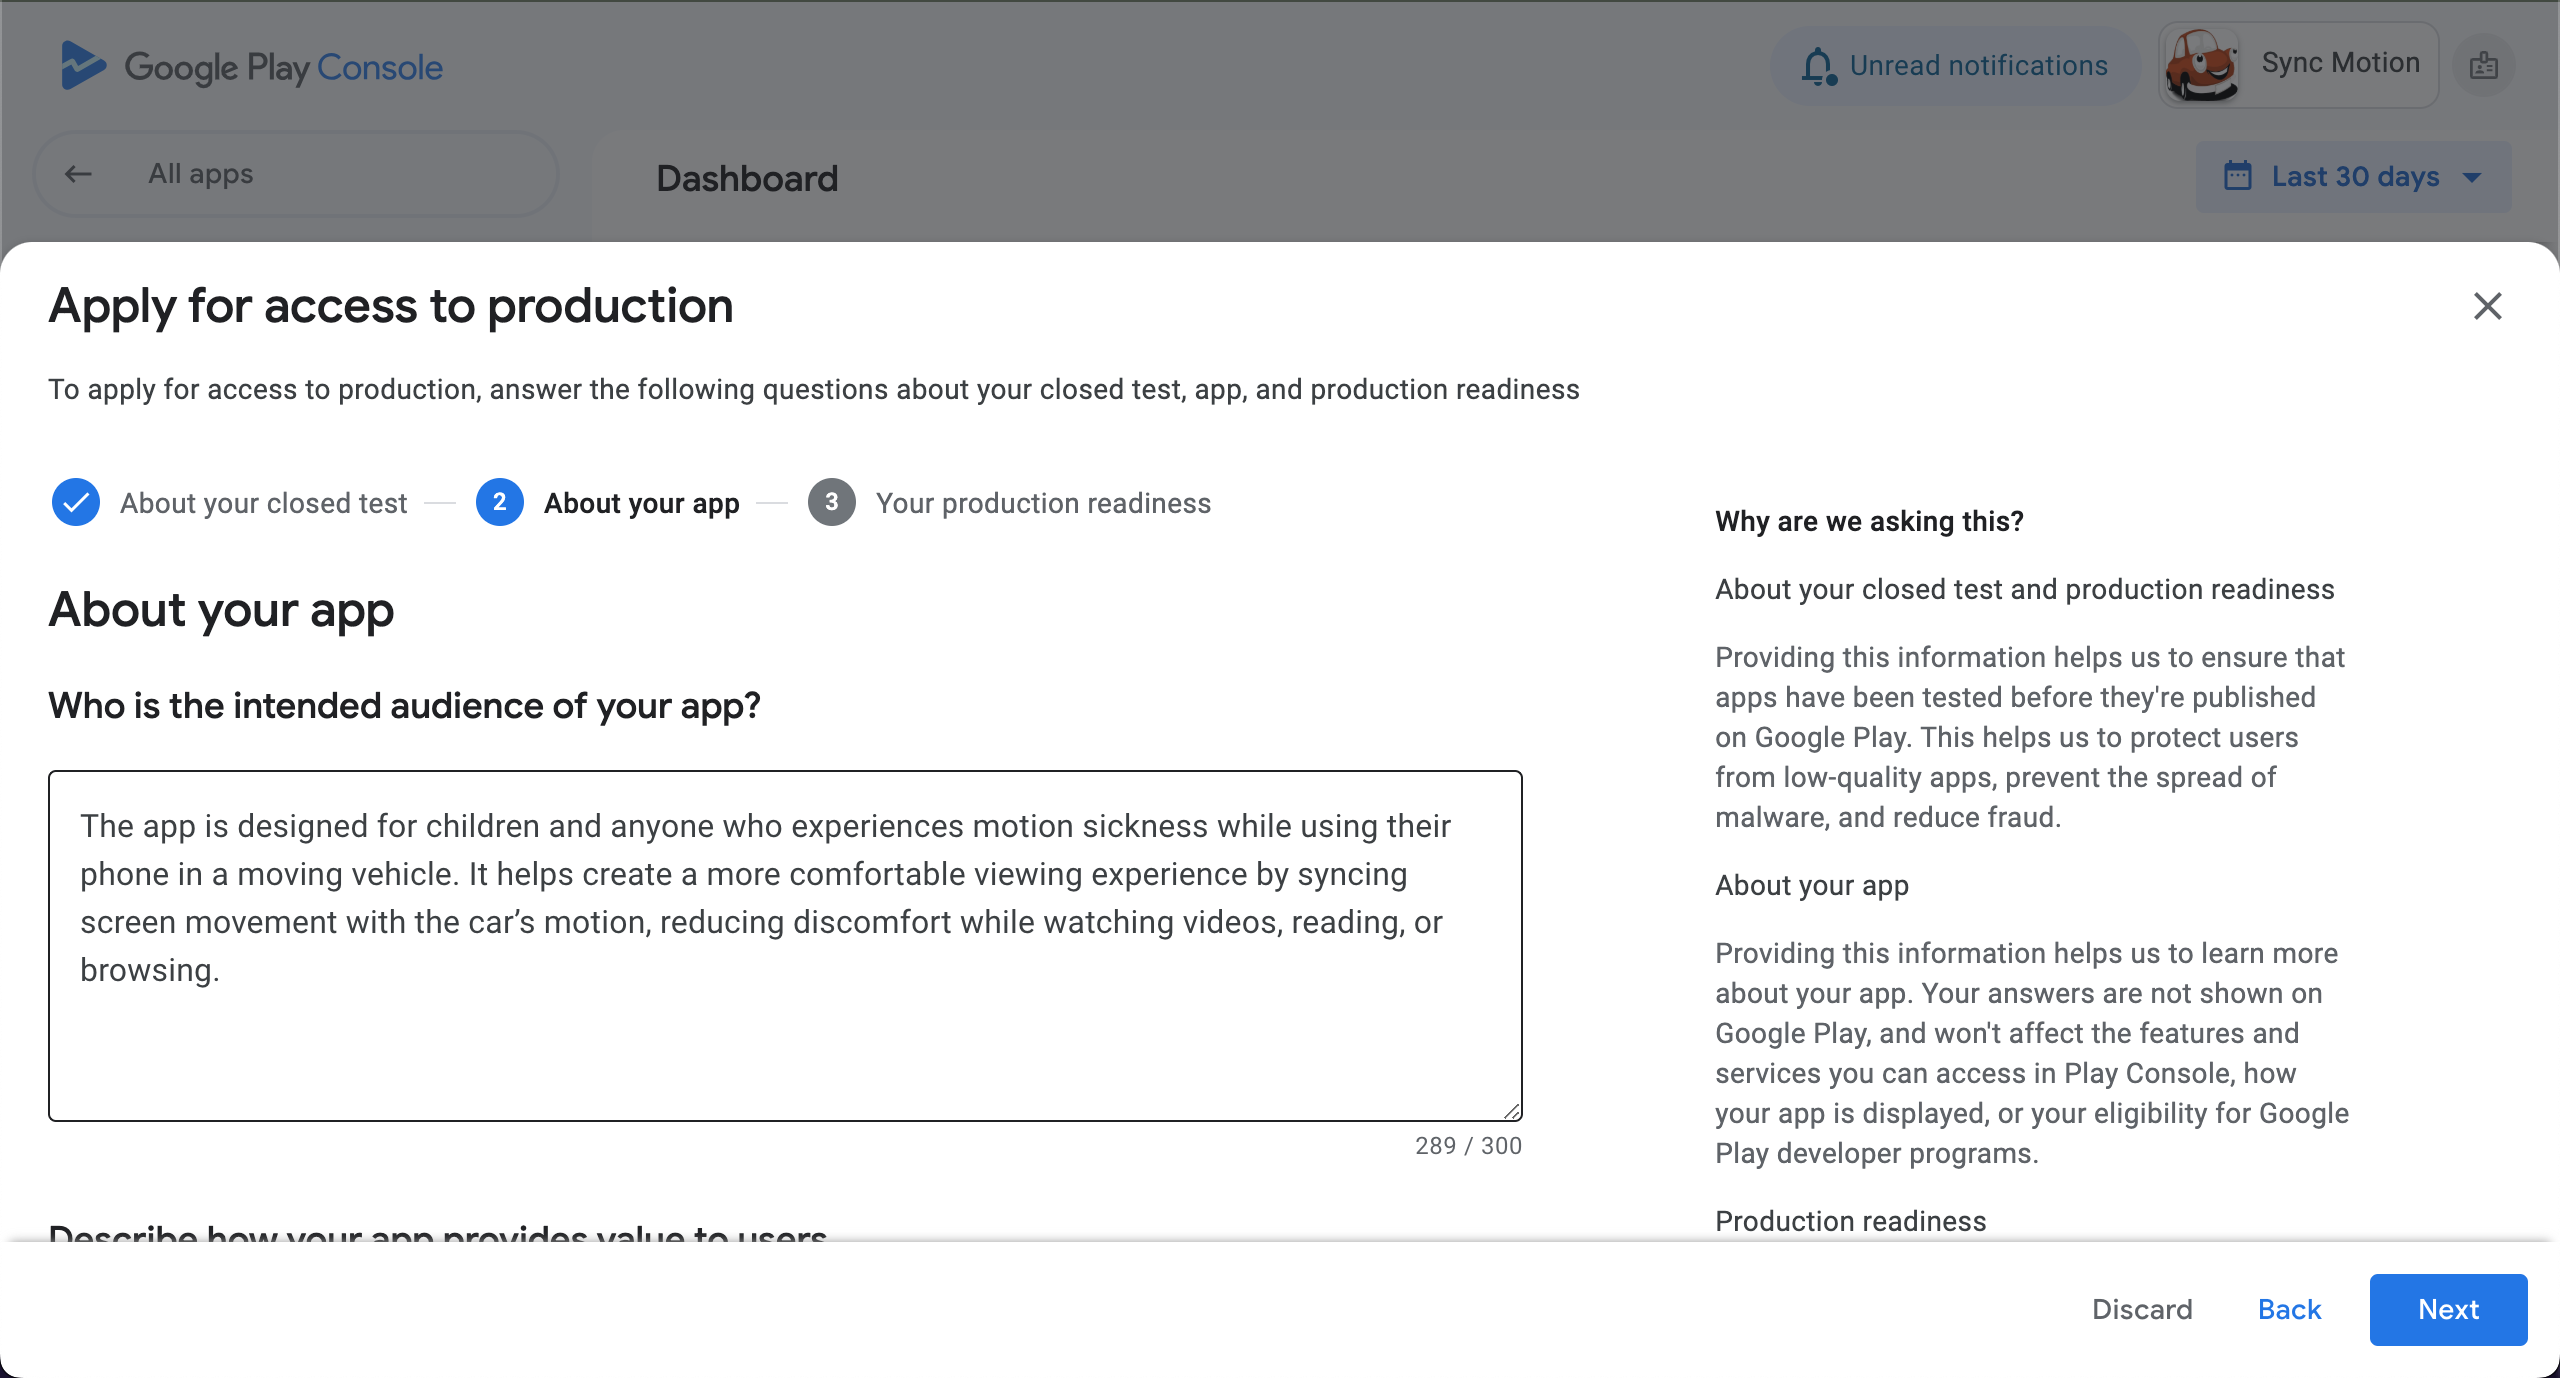 Google Play Console
Unread notifications
Sync Motion
All apps
Dashboard
Last 30 days
Apply for access to production
To apply for access to production, answer the following questions about your closed test, app, and production readiness
About your closed test
2 About your app
3 Your production readiness
About your app
Who is the intended audience of your app?
The app is designed for children and anyone who experiences motion sickness while using their
phone in a moving vehicle. It helps create a more comfortable viewing experience by syncing
screen movement with the car’s motion, reducing discomfort while watching videos, reading, or
browsing.
289 / 300
Describe how your app provides value to users
Why are we asking this?
About your closed test and production readiness
Providing this information helps us to ensure that
apps have been tested before they're published
on Google Play. This helps us to protect users
from low-quality apps, prevent the spread of
malware, and reduce fraud.
About your app
Providing this information helps us to learn more
about your app. Your answers are not shown on
Google Play, and won't affect the features and
services you can access in Play Console, how
your app is displayed, or your eligibility for Google
Play developer programs.
Production readiness
Discard
Back
Next